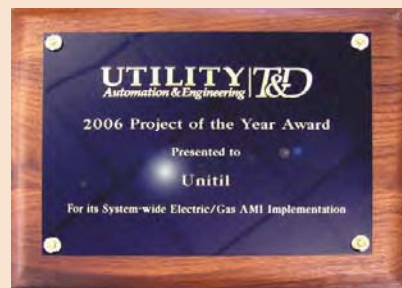 UTILITY T&D
Automation & Engineering
2006 Project of the Year Award
Presented to
Unitil
For its System-wide Electric/Gas AMI Implementation